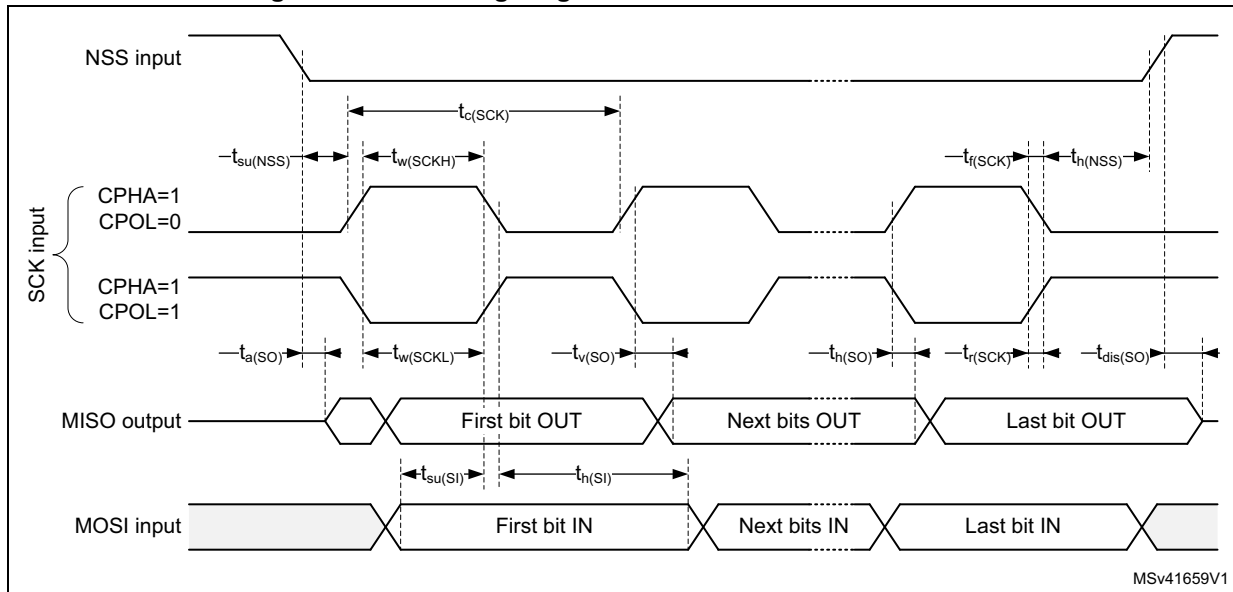 NSS input
tc(SCK)
tsu(NSS)
tw(SCKH)
tf(SCK)
th(NSS)
SCK input
CPHA=1
CPOL=0
CPHA=1
CPOL=1
ta(SO)
tw(SCKL)
tv(SO)
th(SO)
tr(SCK)
tdis(SO)
MISO output
First bit OUT
Next bits OUT
Last bit OUT
tsu(SI)
th(SI)
MOSI input
First bit IN
Next bits IN
Last bit IN
MSv41659V1